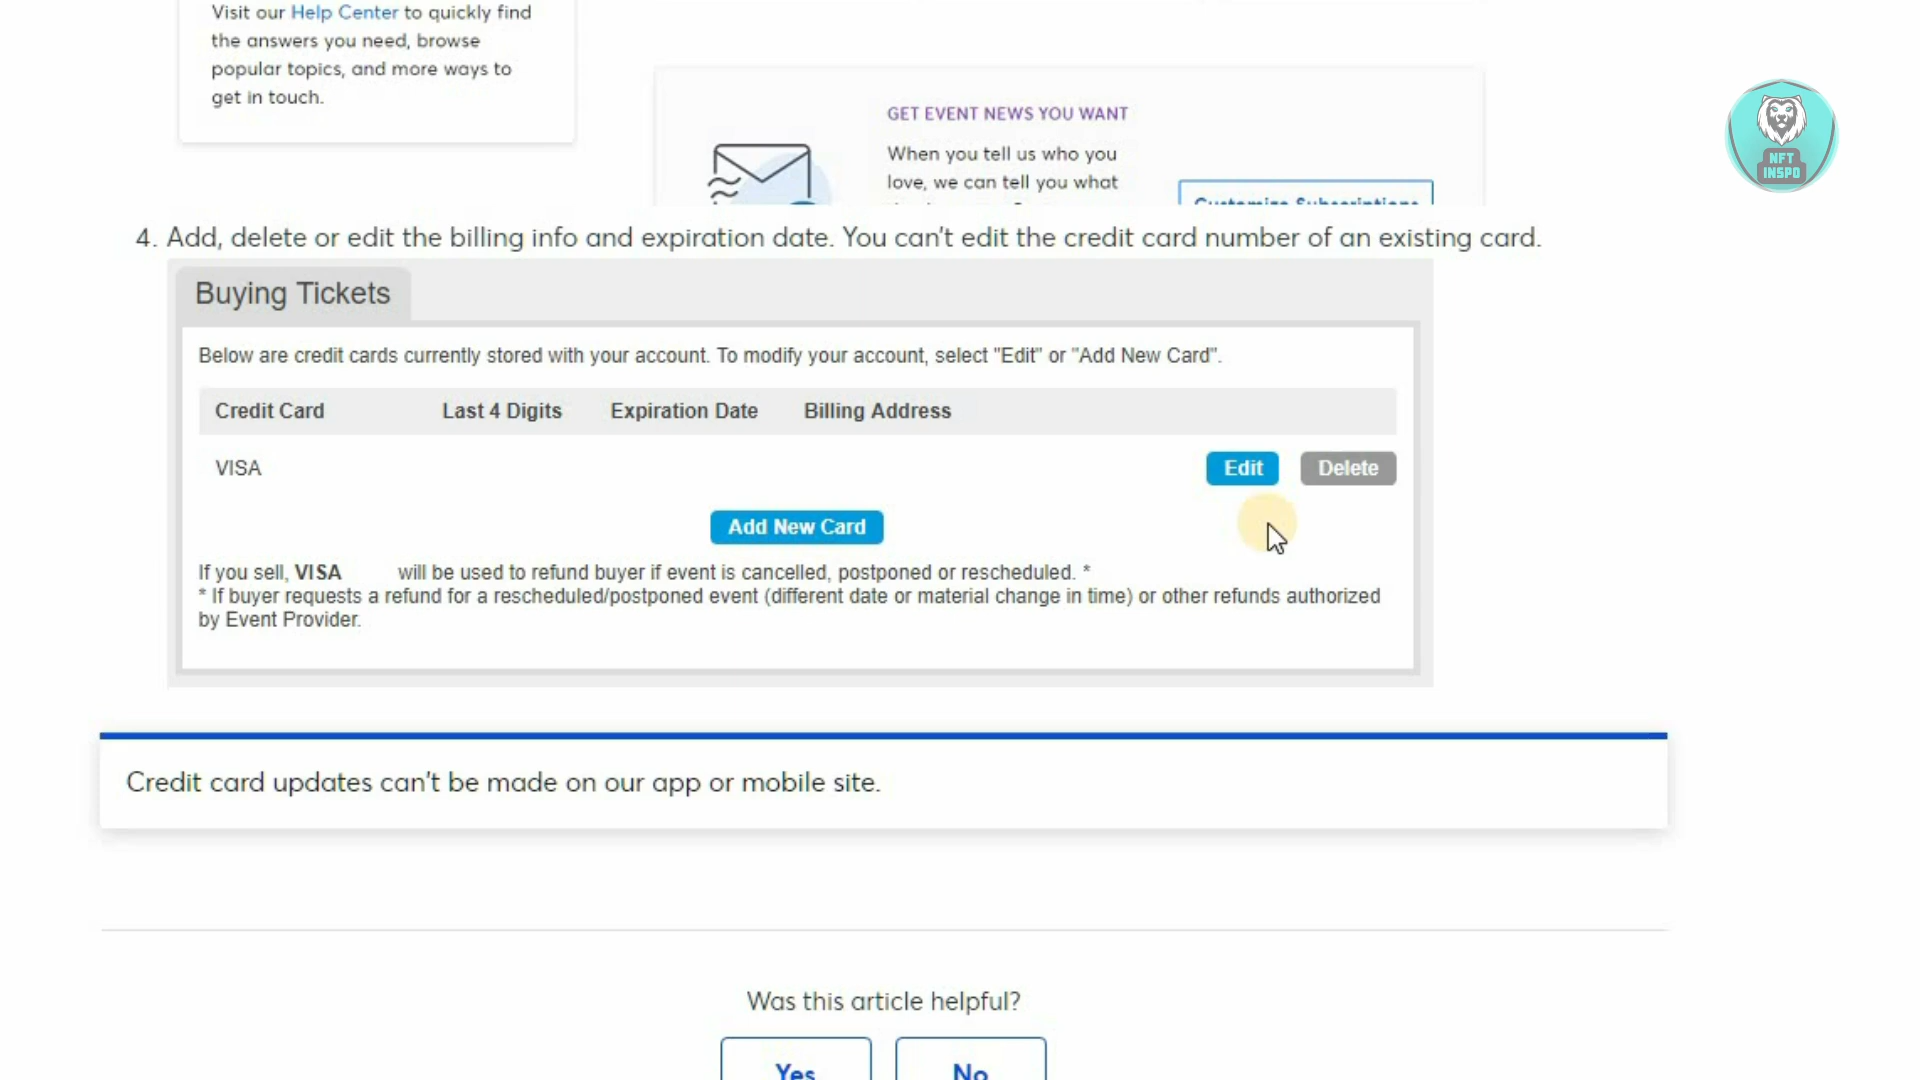 Visit our Help Center to quickly find
the answers you need, browse
popular topics, and more ways to
get in touch.
GET EVENT NEWS YOU WANT
When you tell us who you
love, we can tell you what
Customize Subscriptions
NFT
INSPO
4. Add, delete or edit the billing info and expiration date. You can't edit the credit card number of an existing card.
Buying Tickets
Below are credit cards currently stored with your account. To modify your account, select "Edit" or "Add New Card".
Credit Card Last 4 Digits Expiration Date Billing Address
VISA Edit Delete
Add New Card
If you sell, VISA will be used to refund buyer if event is cancelled, postponed or rescheduled. *
* If buyer requests a refund for a rescheduled/postponed event (different date or material change in time) or other refunds authorized
by Event Provider.
Credit card updates can't be made on our app or mobile site.
Was this article helpful?
Yes No